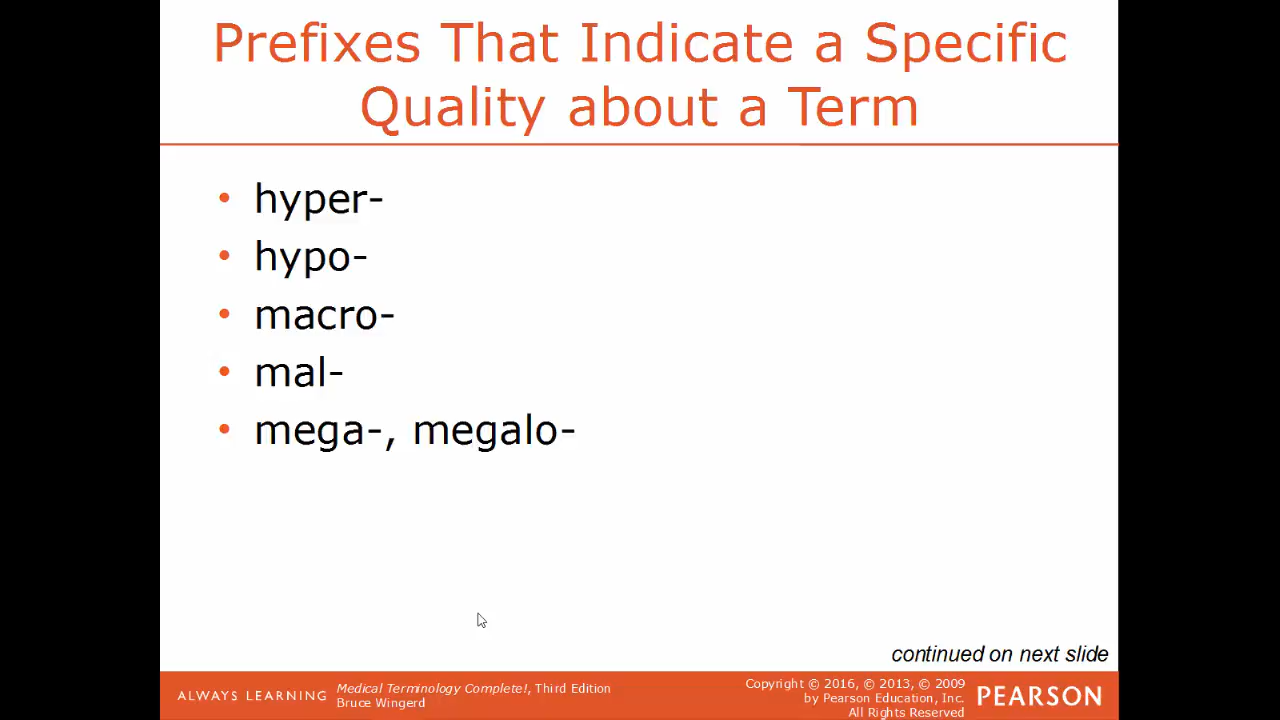 Prefixes That Indicate a Specific
Quality about a Term
• hyper-
• hypo-
• macro-
• mal-
• mega-, megalo-
continued on next slide
ALWAYS LEARNING
Medical Terminology Complete!, Third Edition
Bruce Wingerd
Copyright © 2016, © 2013, © 2009
by Pearson Education, Inc.
All Rights Reserved
PEARSON